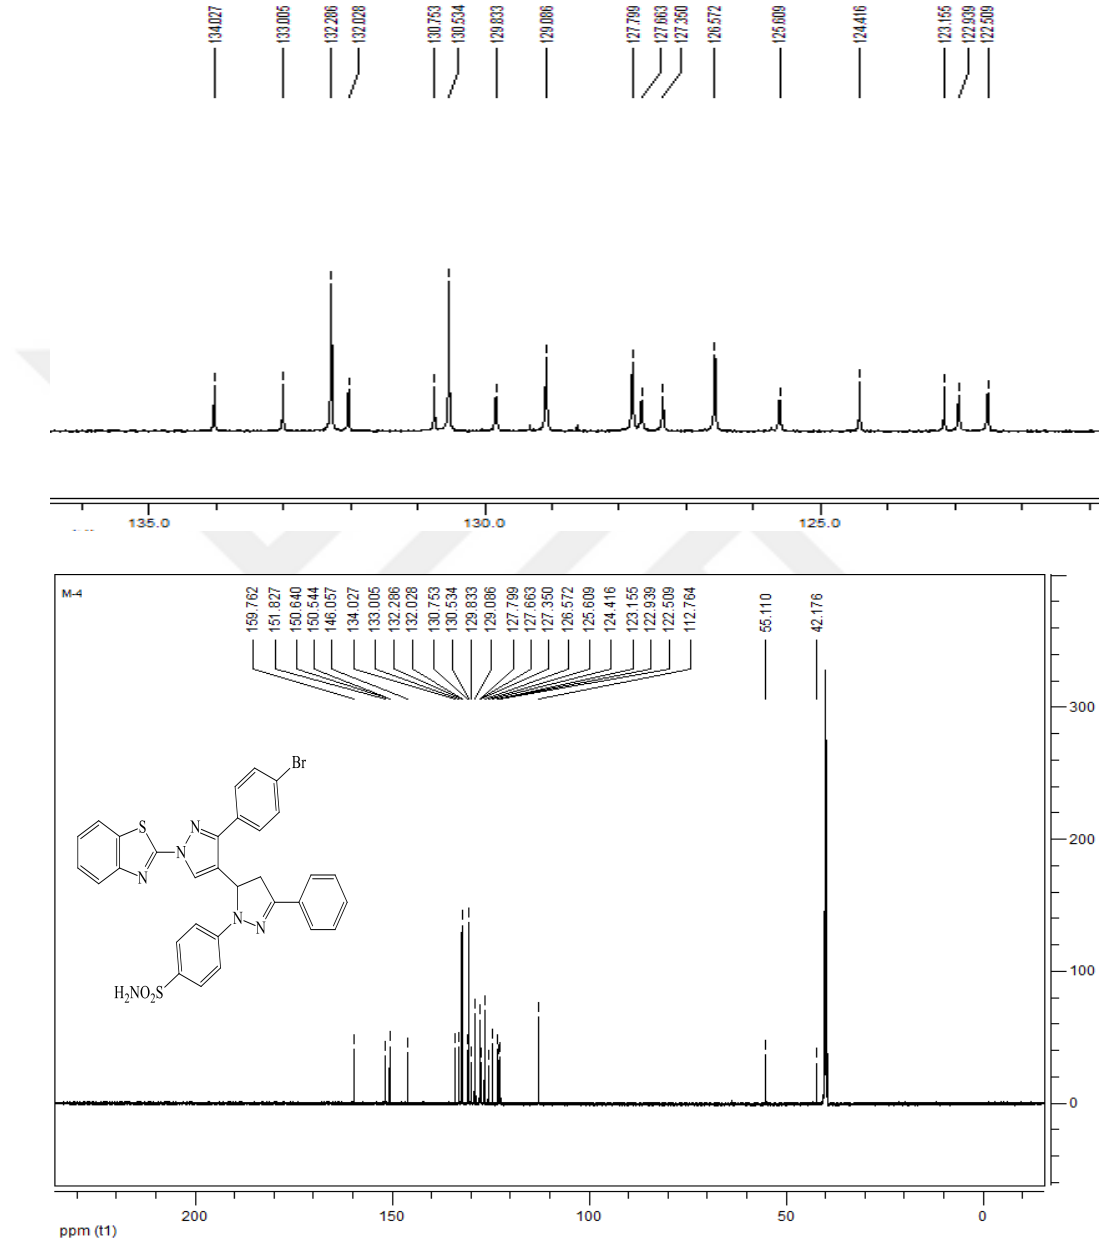 134.027 133.005 132.286 132.028 130.753 130.534 129.833 129.086 127.799 127.663 127.350 126.572 125.609 124.416 123.155 122.939 122.509
135.0 130.0 125.0
M-4
159.762 151.827 150.640 150.544 146.057 134.027 133.005 132.286 132.028 130.753 130.534 129.833 129.086 127.799 127.663 127.350 126.572 125.609 124.416 123.155 122.939 122.509 112.764 55.110 42.176
300
Br
S
N
200
N
N
N
N
100
H₂NO₂S
0
200 150 100 50 0
ppm (t1)